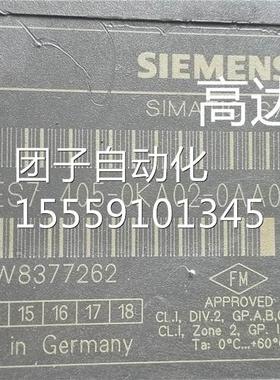 SIEMENS
SIMA
高达
ES7 405-0KA02-0AA0
团子自动化
15559101345
W8377262
FM
15 16 17 18
APPROVED
CL.I, DIV.2, GP.A,B,C
CL.I, Zone 2, GP.
Ta: 0°C...+60°
in Germany